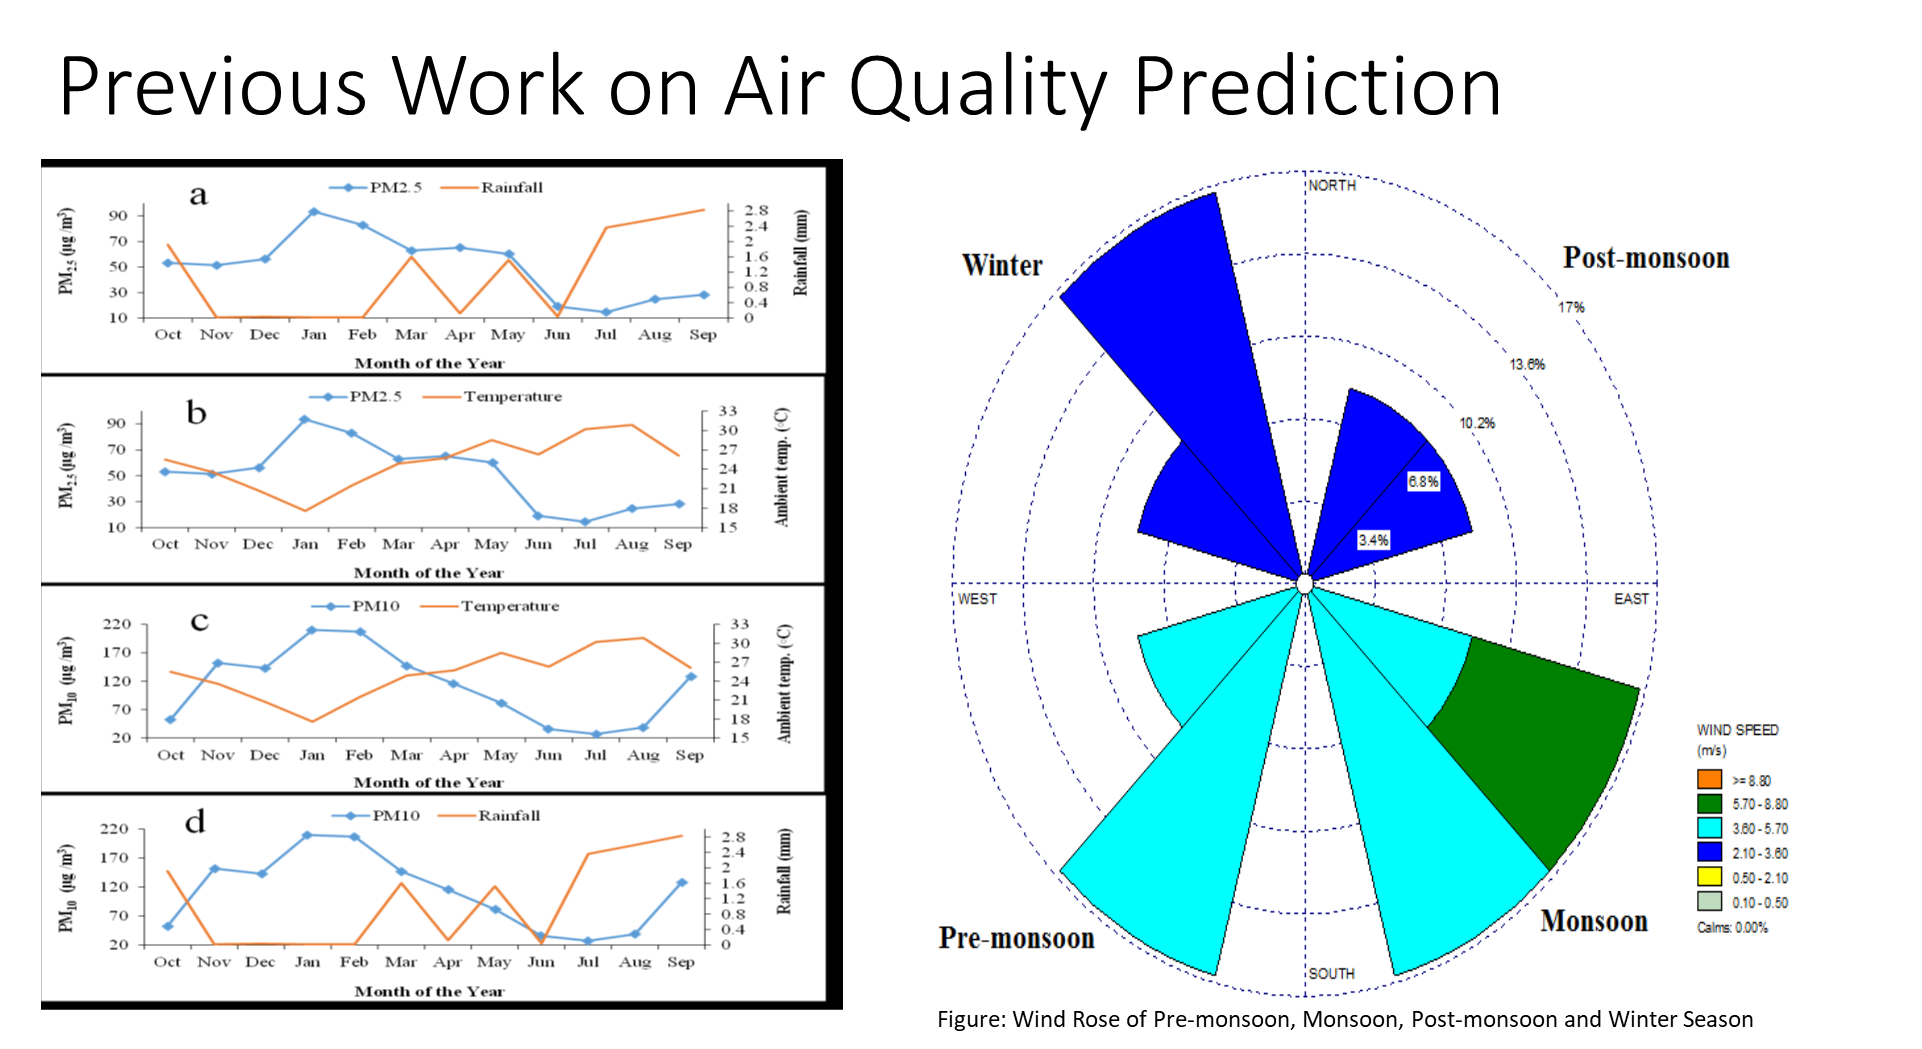 Previous Work on Air Quality Prediction
a
PM2.5 Rainfall
PM2.5 (µg/m³)
90
70
50
30
10
2.8
2.4
2
1.6
1.2
0.8
0.4
0
Rainfall (mm)
Oct Nov Dec Jan Feb Mar Apr May Jun Jul Aug Sep
Month of the Year
b
PM2.5 Temperature
PM2.5 (µg/m³)
90
70
50
30
10
33
30
27
24
21
18
15
Ambient temp. (◦C)
Oct Nov Dec Jan Feb Mar Apr May Jun Jul Aug Sep
Month of the Year
c
PM10 Temperature
PM10 (µg/m³)
220
170
120
70
20
33
30
27
24
21
18
15
Ambient temp. (◦C)
Oct Nov Dec Jan Feb Mar Apr May Jun Jul Aug Sep
Month of the Year
d
PM10 Rainfall
PM10 (µg/m³)
220
170
120
70
20
2.8
2.4
2
1.6
1.2
0.8
0.4
0
Rainfall (mm)
Oct Nov Dec Jan Feb Mar Apr May Jun Jul Aug Sep
Month of the Year
NORTH
Winter
Post-monsoon
17%
13.6%
10.2%
6.8%
3.4%
WEST
EAST
WIND SPEED
(m/s)
>= 8.80
5.70 - 8.80
3.60 - 5.70
2.10 - 3.60
0.50 - 2.10
0.10 - 0.50
Calms: 0.00%
Pre-monsoon
Monsoon
SOUTH
Figure: Wind Rose of Pre-monsoon, Monsoon, Post-monsoon and Winter Season